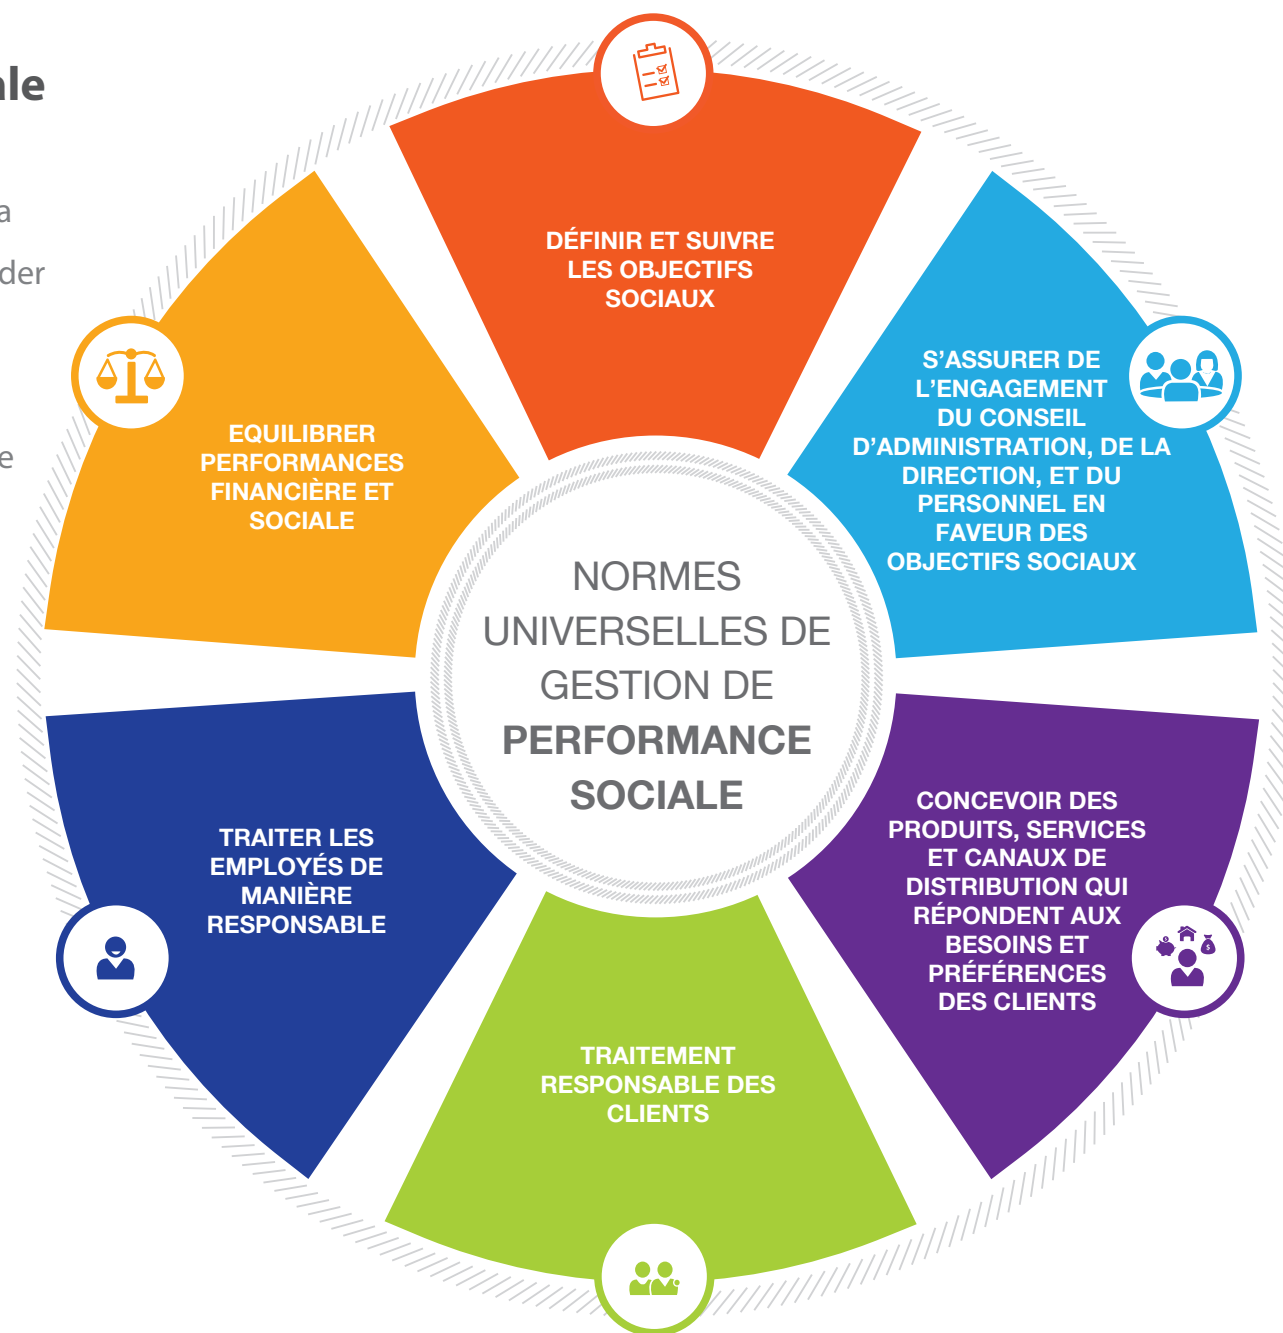 ale
a
der
e
DÉFINIR ET SUIVRE
LES OBJECTIFS
SOCIAUX
S’ASSURER DE
L’ENGAGEMENT
DU CONSEIL
D’ADMINISTRATION, DE LA
DIRECTION, ET DU
PERSONNEL EN
FAVEUR DES
OBJECTIFS SOCIAUX
CONCEVOIR DES
PRODUITS, SERVICES
ET CANAUX DE
DISTRIBUTION QUI
RÉPONDENT AUX
BESOINS ET
PRÉFÉRENCES
DES CLIENTS
TRAITEMENT
RESPONSABLE DES
CLIENTS
TRAITER LES
EMPLOYÉS DE
MANIÈRE
RESPONSABLE
EQUILIBRER
PERFORMANCES
FINANCIÈRE ET
SOCIALE
NORMES
UNIVERSELLES DE
GESTION DE
PERFORMANCE
SOCIALE